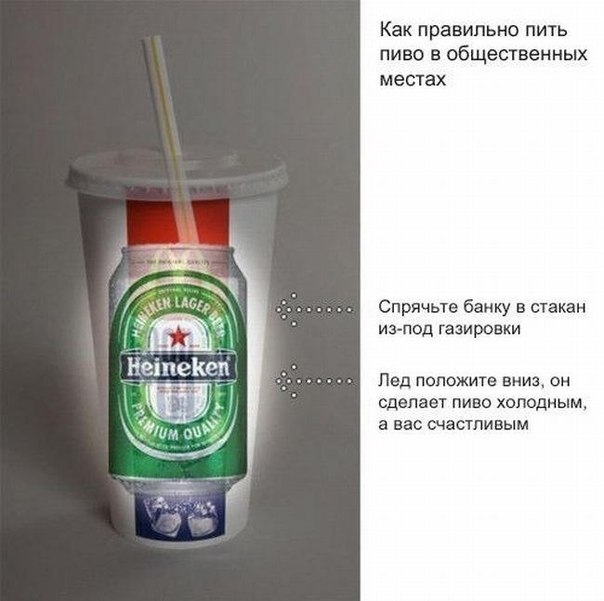 Как правильно пить
пиво в общественных
местах
HEINEKEN LAGER BEER
Heineken
PREMIUM QUALITY
Спрячьте банку в стакан
из-под газировки
Лед положите вниз, он
сделает пиво холодным,
а вас счастливым